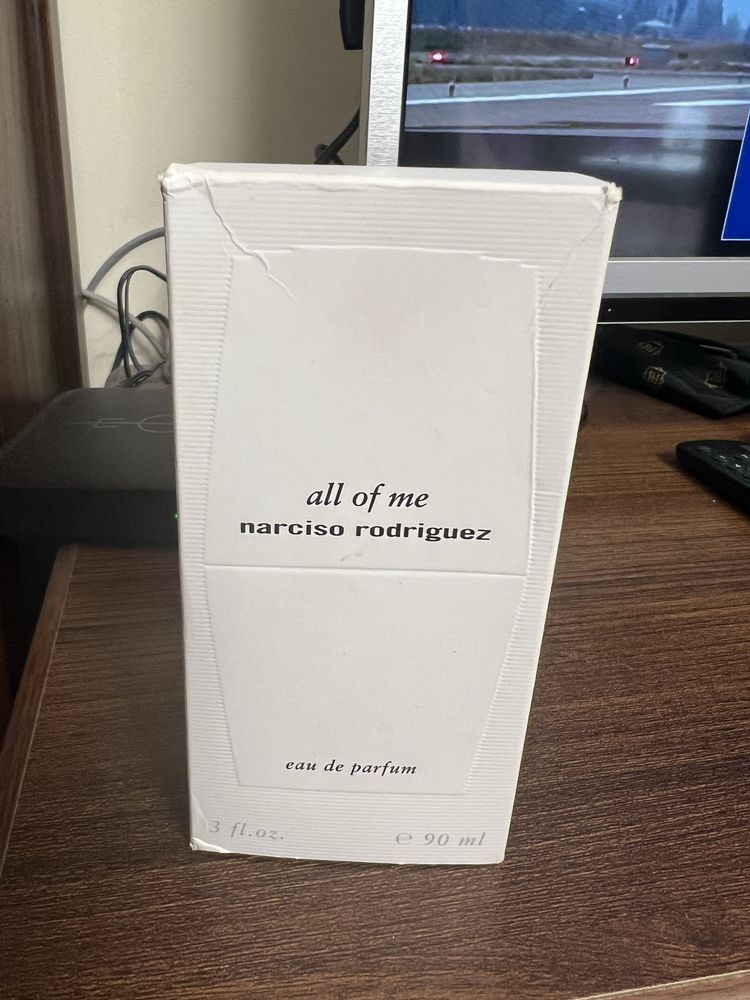 all of me
narciso rodriguez
eau de parfum
3 fl.oz. ℮ 90 ml